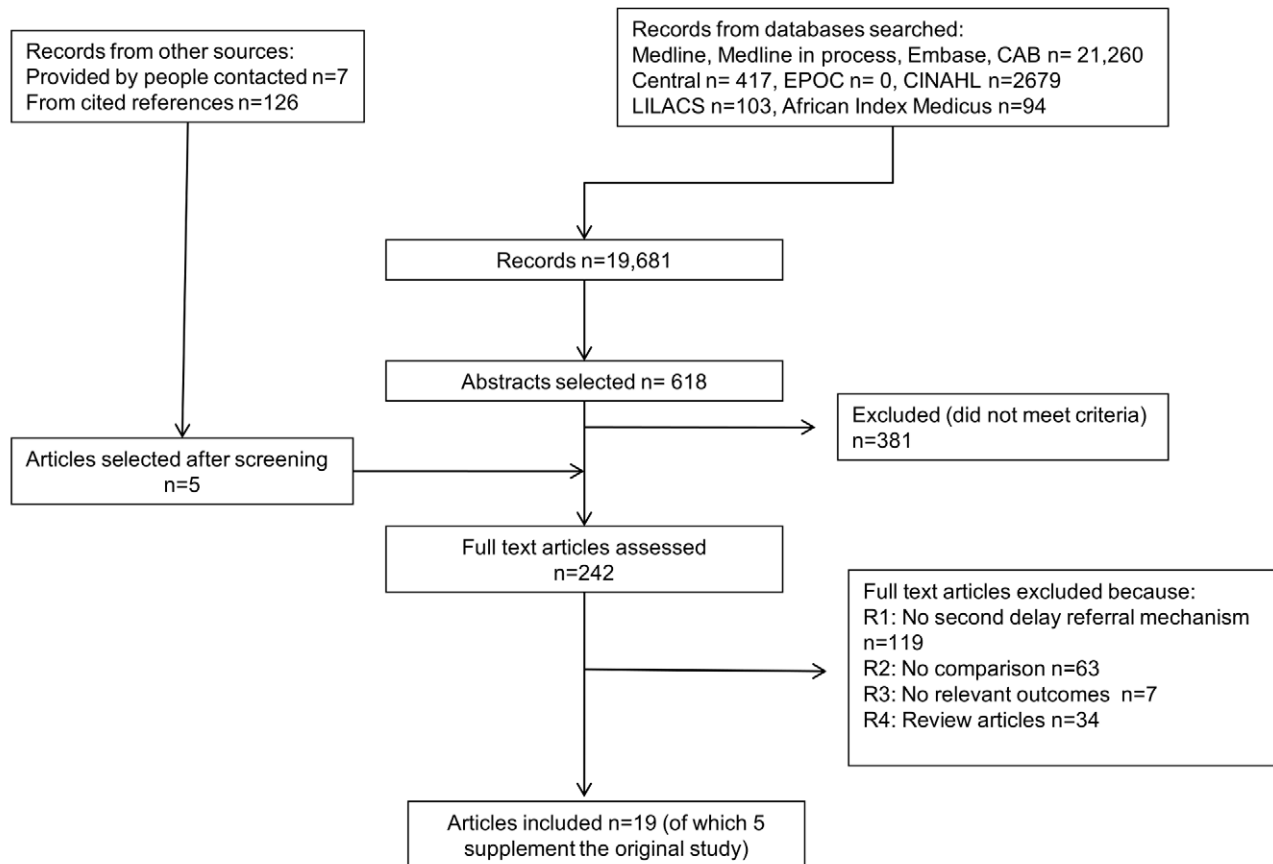 Records from other sources:
Provided by people contacted n=7
From cited references n=126
Records from databases searched:
Medline, Medline in process, Embase, CAB n= 21,260
Central n= 417, EPOC n= 0, CINAHL n=2679
LILACS n=103, African Index Medicus n=94
Records n=19,681
Abstracts selected n= 618
Excluded (did not meet criteria)
n=381
Articles selected after screening
n=5
Full text articles assessed
n=242
Full text articles excluded because:
R1: No second delay referral mechanism
n=119
R2: No comparison n=63
R3: No relevant outcomes n=7
R4: Review articles n=34
Articles included n=19 (of which 5
supplement the original study)